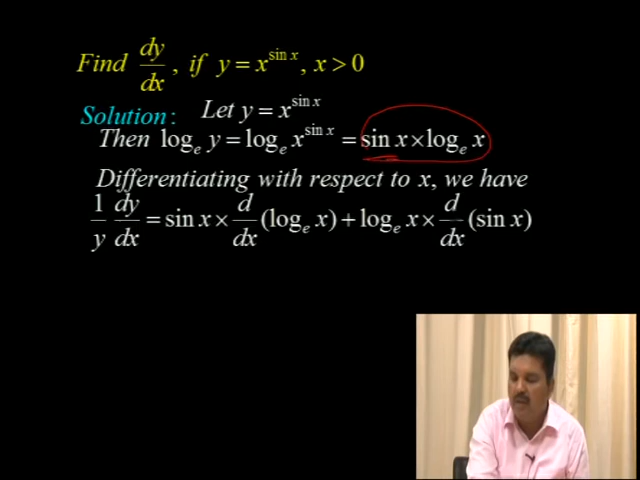 Find dy/dx, if y = x^{sin x}, x > 0
Solution: Let y = x^{sin x}
Then log_e y = log_e x^{sin x} = sin x × log_e x
Differentiating with respect to x, we have
1/y dy/dx = sin x × d/dx (log_e x) + log_e x × d/dx (sin x)